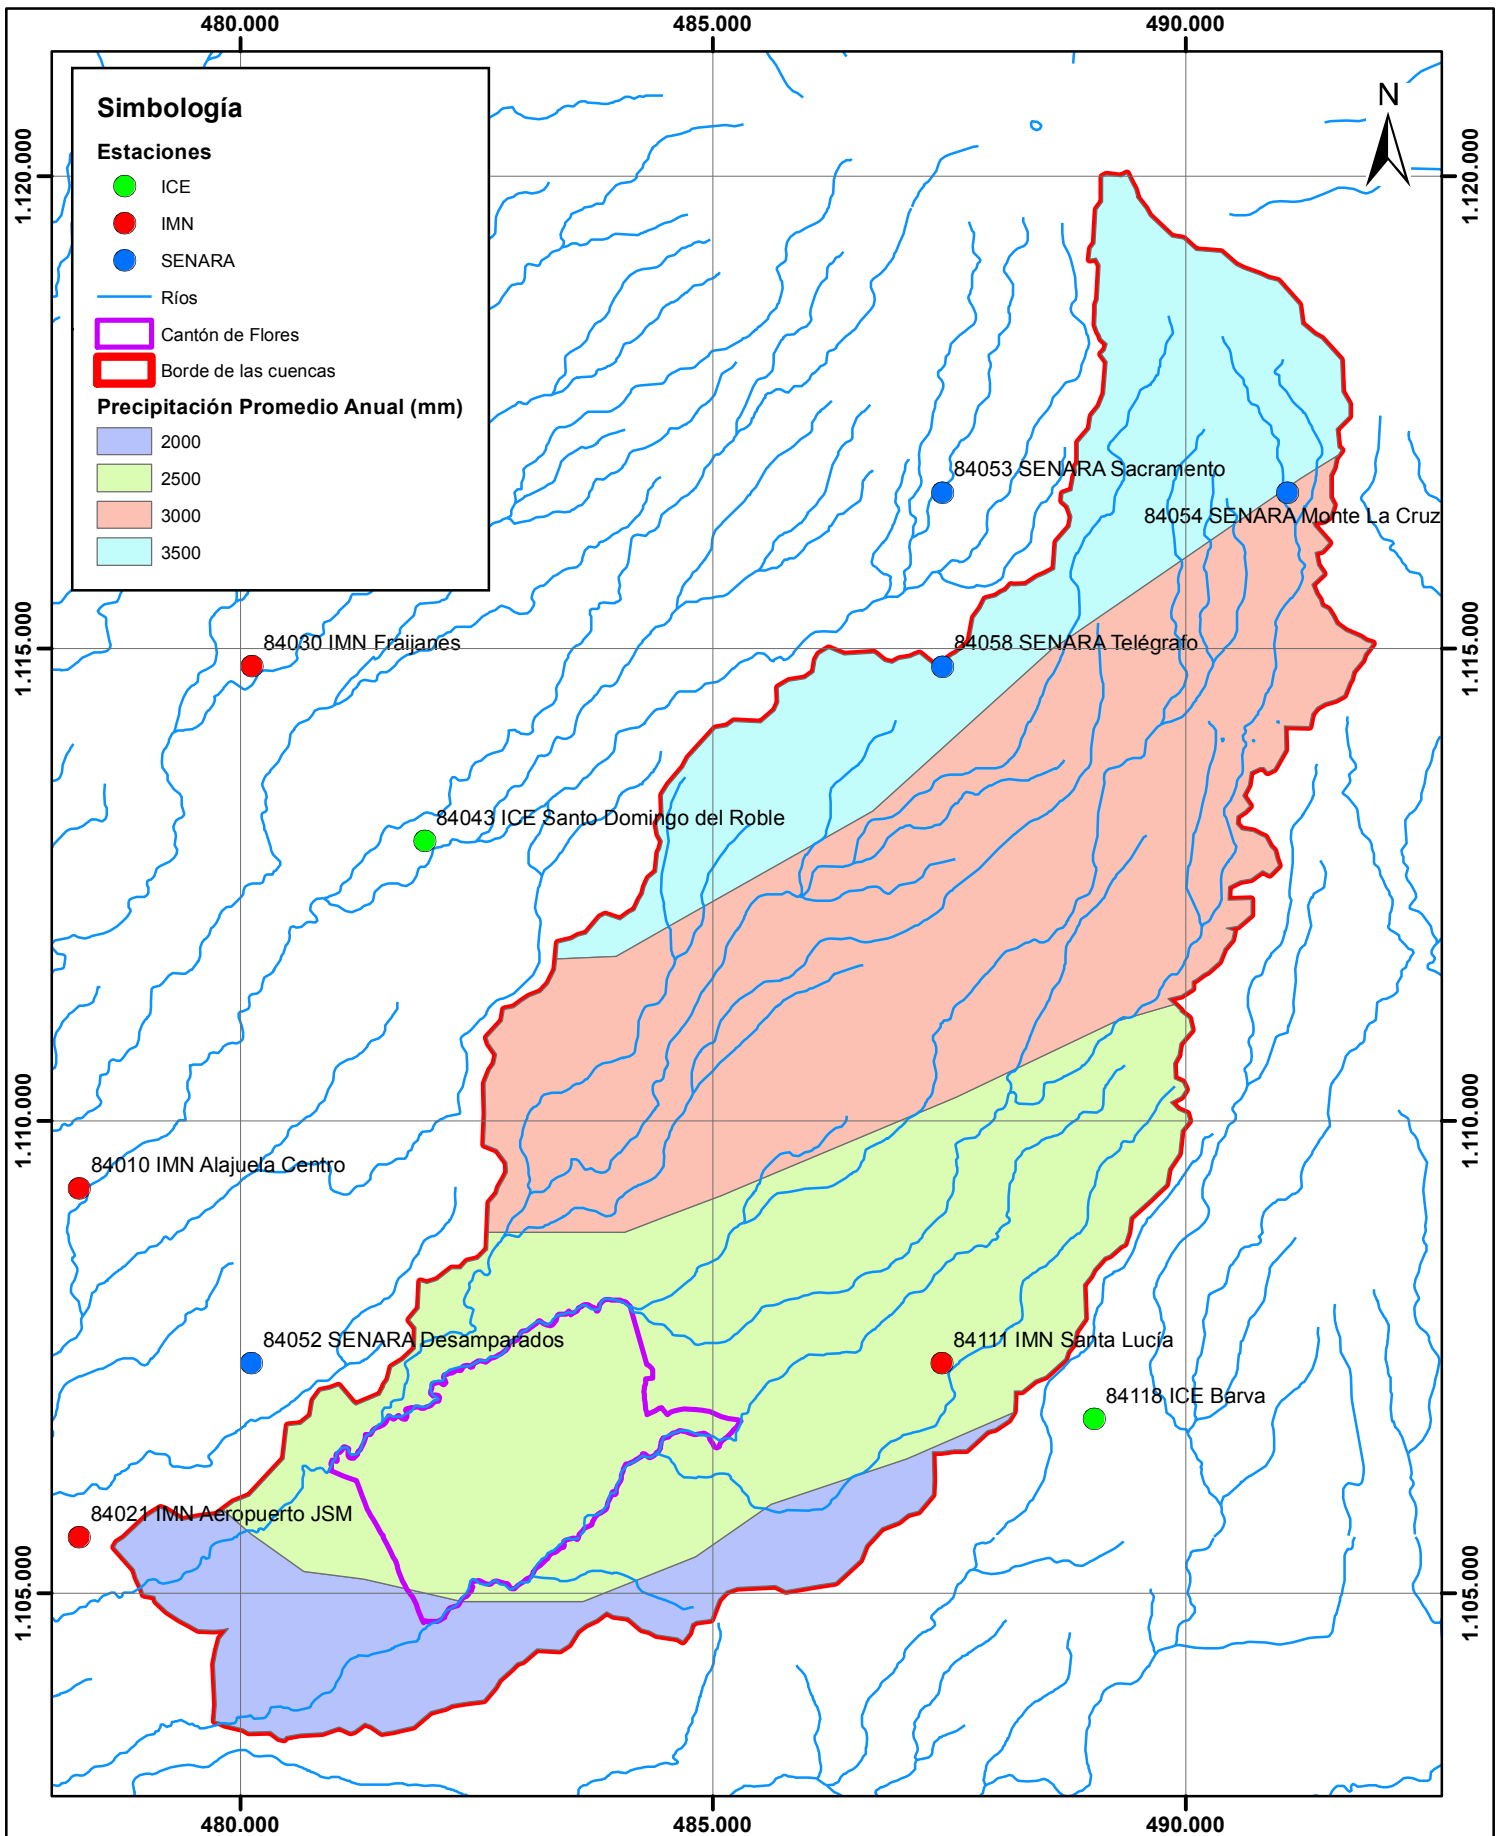 480.000
485.000
490.000
N
Simbología
Estaciones
ICE
IMN
SENARA
Ríos
Cantón de Flores
Borde de las cuencas
Precipitación Promedio Anual (mm)
2000
2500
3000
3500
1.120.000
1.120.000
84053 SENARA Sacramento
84054 SENARA Monte La Cruz
84030 IMN Fraijanes
84058 SENARA Telégrafo
1.115.000
1.115.000
84043 ICE Santo Domingo del Roble
1.110.000
1.110.000
84010 IMN Alajuela Centro
84052 SENARA Desamparados
84111 IMN Santa Lucía
84118 ICE Barva
84021 IMN Aeropuerto JSM
1.105.000
1.105.000
480.000
485.000
490.000